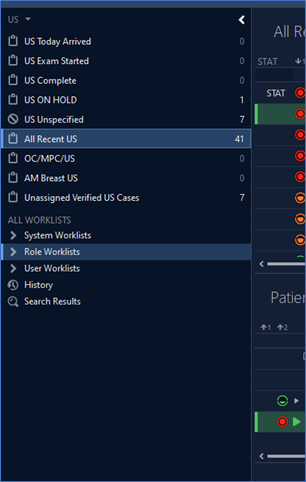 US
US Today Arrived 0
US Exam Started 0
US Complete 0
US ON HOLD 1
US Unspecified 7
All Recent US 41
OC/MPC/US 0
AM Breast US 0
Unassigned Verified US Cases 7
ALL WORKLISTS
System Worklists
Role Worklists
User Worklists
History
Search Results
All R
STAT 1
STAT
Patien
1 2